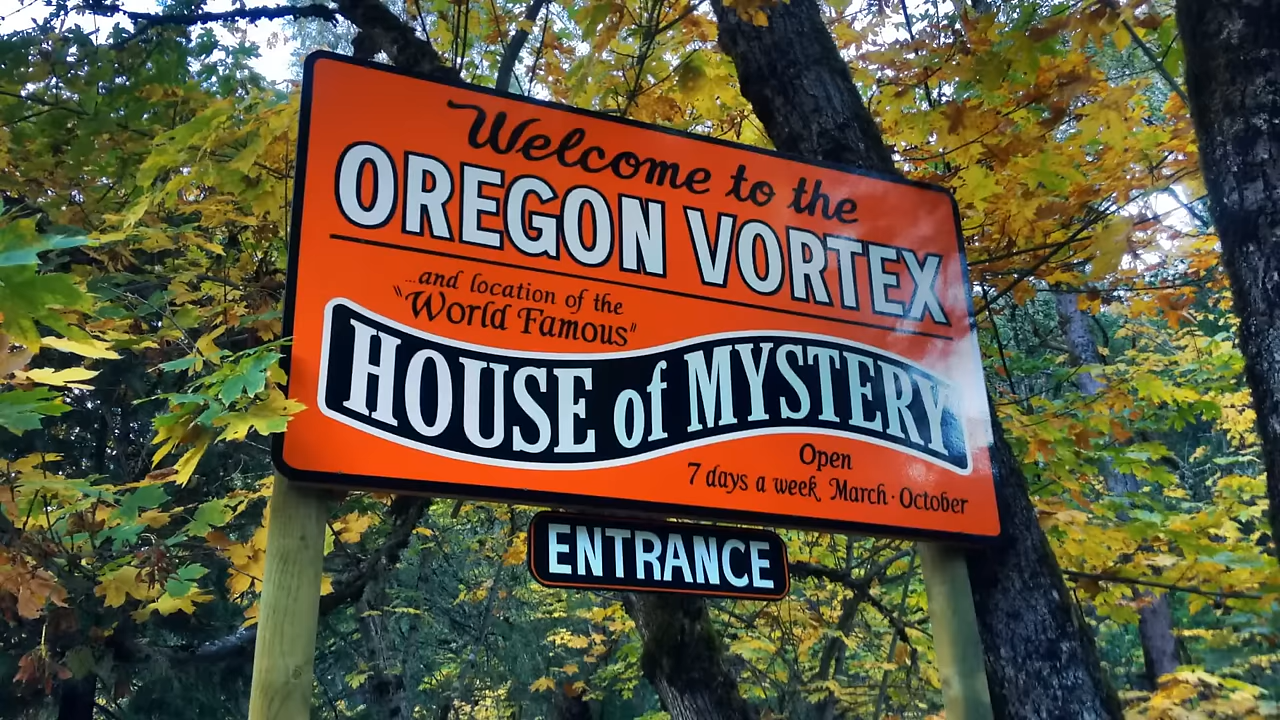 Welcome to the
OREGON VORTEX
...and location of the
"World Famous"
HOUSE of MYSTERY
Open
7 days a week, March · October
ENTRANCE